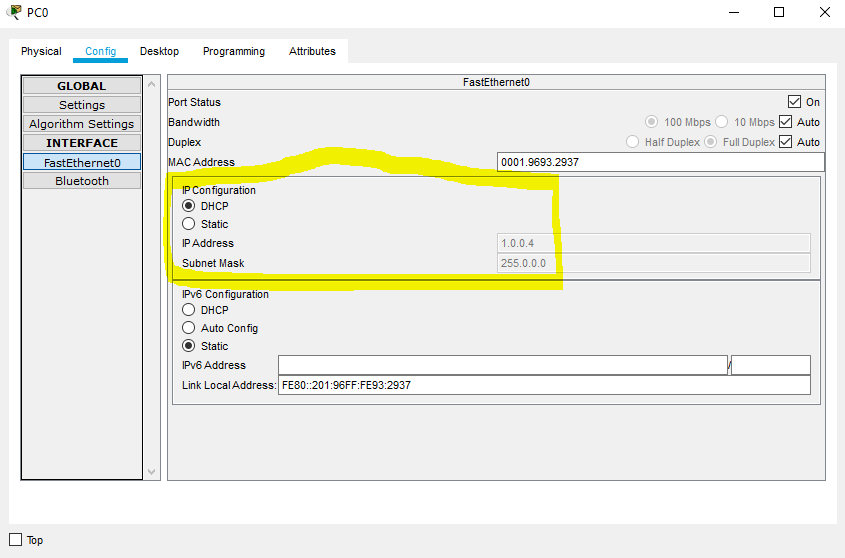 PC0
Physical Config Desktop Programming Attributes
GLOBAL
Settings
Algorithm Settings
INTERFACE
FastEthernet0
Bluetooth
FastEthernet0
Port Status On
Bandwidth 100 Mbps 10 Mbps Auto
Duplex Half Duplex Full Duplex Auto
MAC Address 0001.9693.2937
IP Configuration
DHCP
Static
IP Address 1.0.0.4
Subnet Mask 255.0.0.0
IPv6 Configuration
DHCP
Auto Config
Static
IPv6 Address /
Link Local Address: FE80::201:96FF:FE93:2937
Top